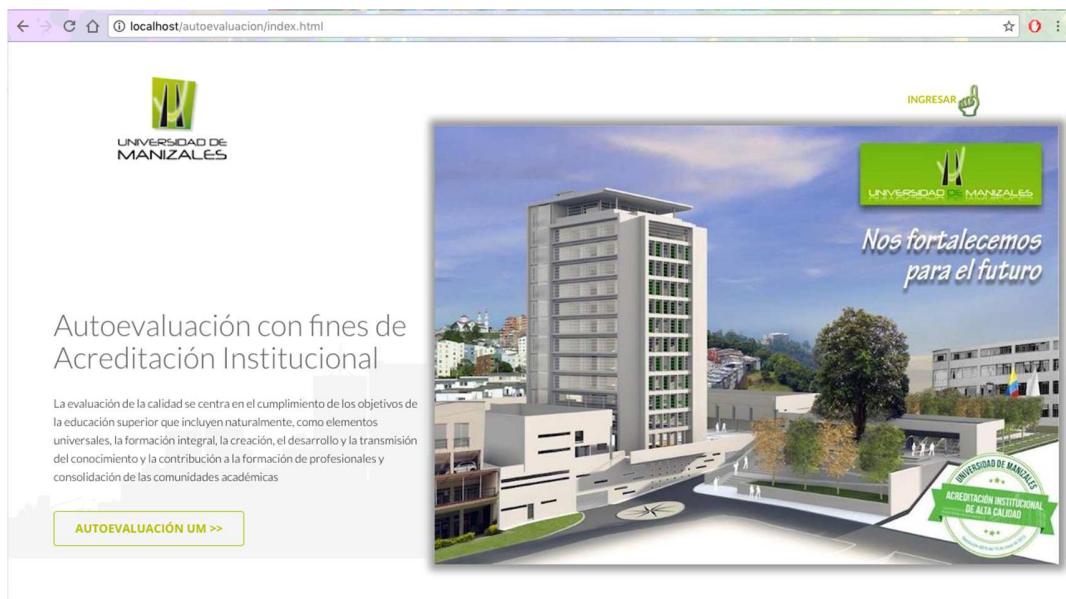 localhost/autoevaluacion/index.html
UNIVERSIDAD DE
MANIZALES
INGRESAR
UNIVERSIDAD DE MANIZALES
Nos fortalecemos
para el futuro
Autoevaluación con fines de
Acreditación Institucional
La evaluación de la calidad se centra en el cumplimiento de los objetivos de
la educación superior que incluyen naturalmente, como elementos
universales, la formación integral, la creación, el desarrollo y la transmisión
del conocimiento y la contribución a la formación de profesionales y
consolidación de las comunidades académicas
AUTOEVALUACIÓN UM >>
UNIVERSIDAD DE MANIZALES
ACREDITACIÓN INSTITUCIONAL
DE ALTA CALIDAD